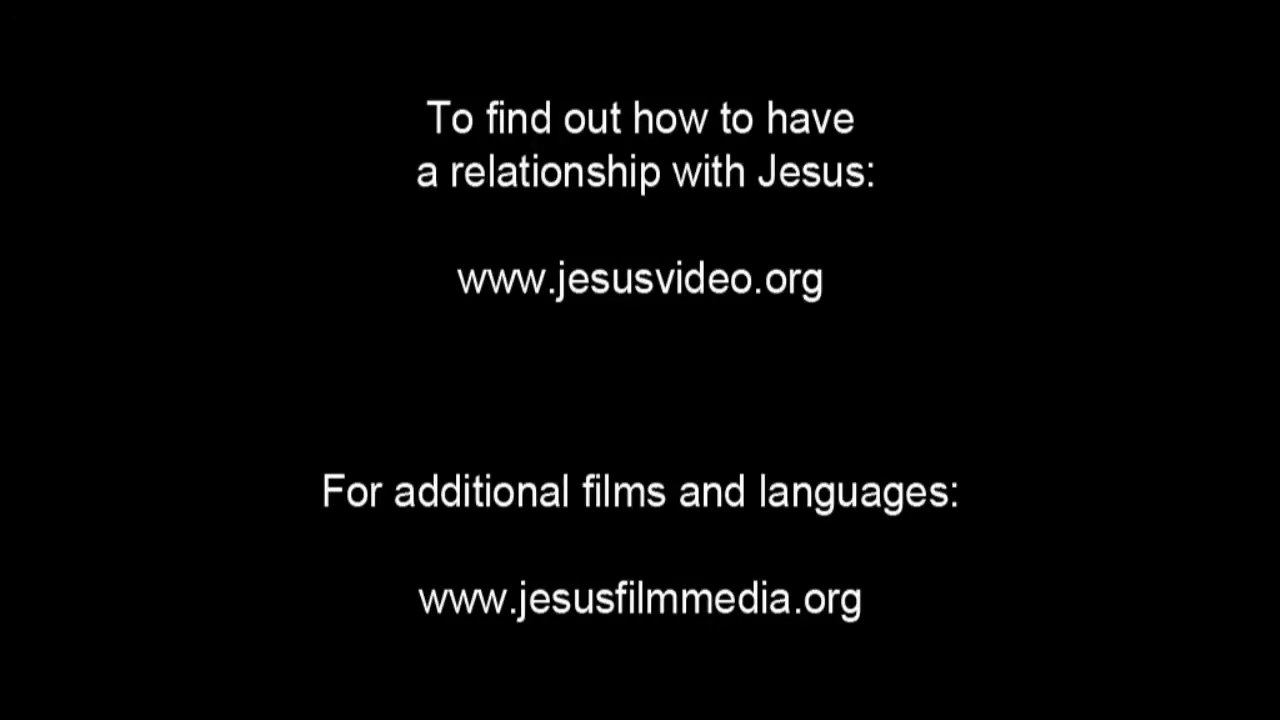 To find out how to have
a relationship with Jesus:
www.jesusvideo.org
For additional films and languages:
www.jesusfilmmedia.org